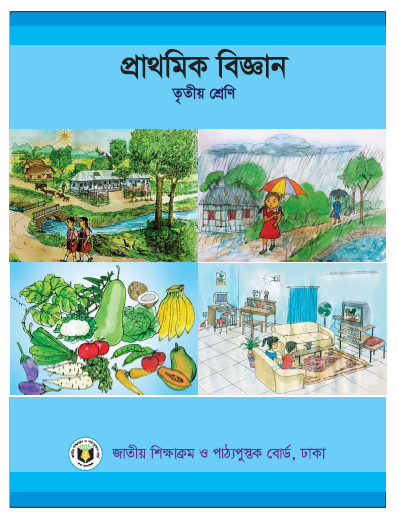 প্রাথমিক বিজ্ঞান
তৃতীয় শ্রেণি
জাতীয় শিক্ষাক্রম ও পাঠ্যপুস্তক বোর্ড, ঢাকা